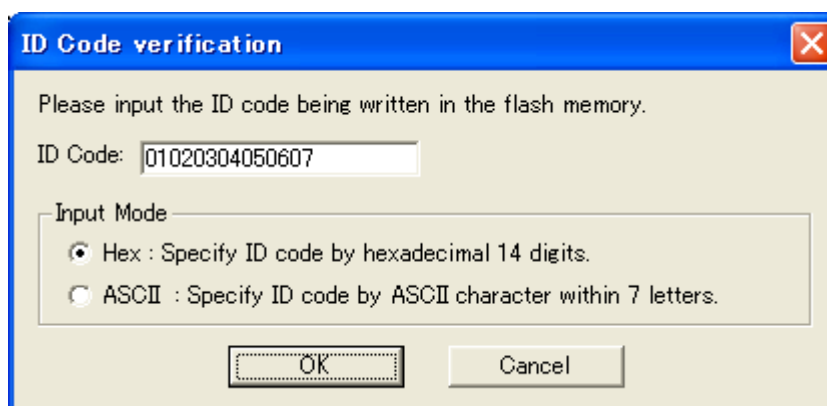 ID Code verification
Please input the ID code being written in the flash memory.
ID Code: 01020304050607
Input Mode
Hex : Specify ID code by hexadecimal 14 digits.
ASCII : Specify ID code by ASCII character within 7 letters.
OK Cancel